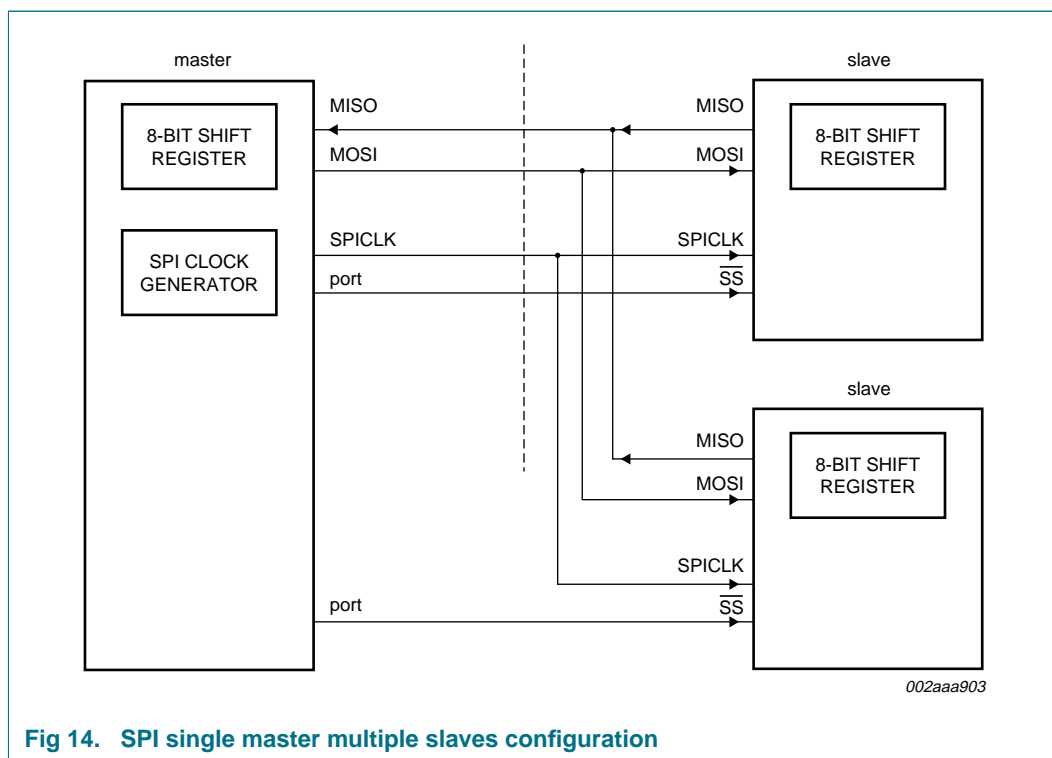 master
slave
8-BIT SHIFT
REGISTER
MISO
MISO
8-BIT SHIFT
REGISTER
MOSI
MOSI
SPI CLOCK
GENERATOR
SPICLK
SPICLK
port
SS
slave
MISO
8-BIT SHIFT
REGISTER
MOSI
SPICLK
port
SS
002aaa903
Fig 14. SPI single master multiple slaves configuration